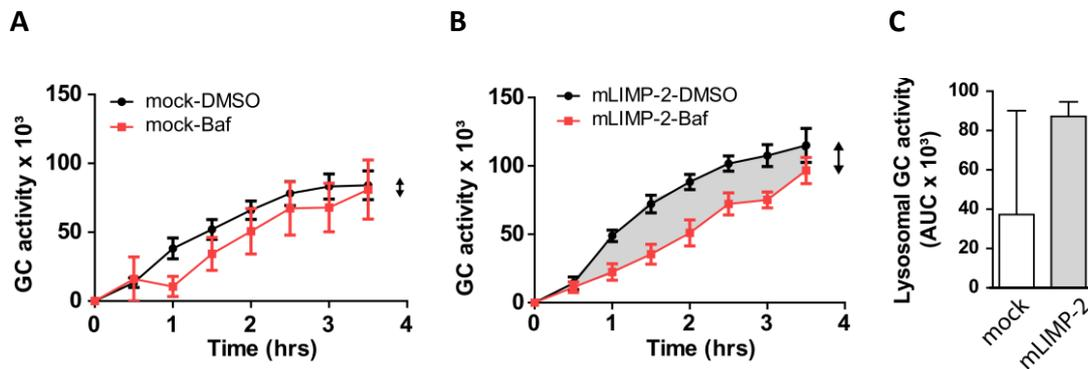 A
B
C
150
100
50
0
GC activity x 10³
mock-DMSO
mock-Baf
0
1
2
3
4
Time (hrs)
150
100
50
0
GC activity x 10³
mLIMP-2-DMSO
mLIMP-2-Baf
0
1
2
3
4
Time (hrs)
Lysosomal GC activity
(AUC x 10³)
100
80
60
40
20
0
mock
mLIMP-2